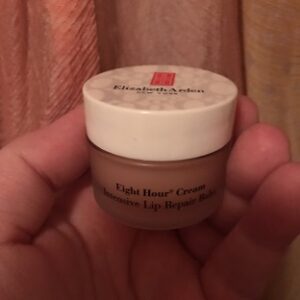 Elizabeth Arden
NEW YORK
Eight Hour® Cream
Intensive Lip Repair Balm